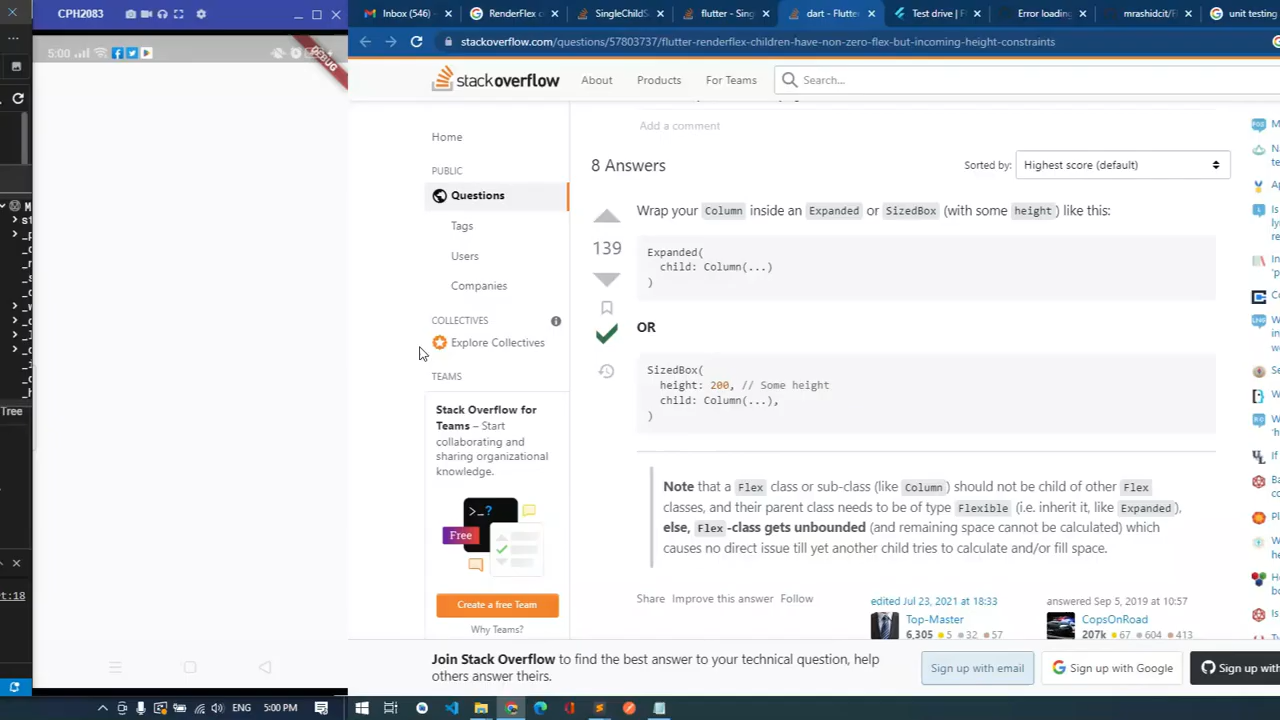 CPH2083
5:00
DEBUG
Inbox (546) -
RenderFlex c
SingleChildS
flutter - Sing
dart - Flutte
Test drive | F
Error loading
mrashidcit/F
unit testing
stackoverflow.com/questions/57803737/flutter-renderflex-children-have-non-zero-flex-but-incoming-height-constraints
stackoverflow
About
Products
For Teams
Search...
Home
PUBLIC
Questions
Tags
Users
Companies
COLLECTIVES
Explore Collectives
TEAMS
Stack Overflow for
Teams – Start
collaborating and
sharing organizational
knowledge.
>_?
Free
Create a free Team
Why Teams?
Add a comment
8 Answers
Sorted by:
Highest score (default)
139
Wrap your Column inside an Expanded or SizedBox (with some height) like this:
Expanded(
child: Column(...)
)
OR
SizedBox(
height: 200, // Some height
child: Column(...),
)
Note that a Flex class or sub-class (like Column) should not be child of other Flex
classes, and their parent class needs to be of type Flexible (i.e. inherit it, like Expanded),
else, Flex-class gets unbounded (and remaining space cannot be calculated) which
causes no direct issue till yet another child tries to calculate and/or fill space.
Share Improve this answer Follow
edited Jul 23, 2021 at 18:33
Top-Master
6,305 5 32 57
answered Sep 5, 2019 at 10:57
CopsOnRoad
207k 67 604 413
Join Stack Overflow to find the best answer to your technical question, help
others answer theirs.
Sign up with email
Sign up with Google
Sign up with
Tree
t:18
ENG
5:00 PM